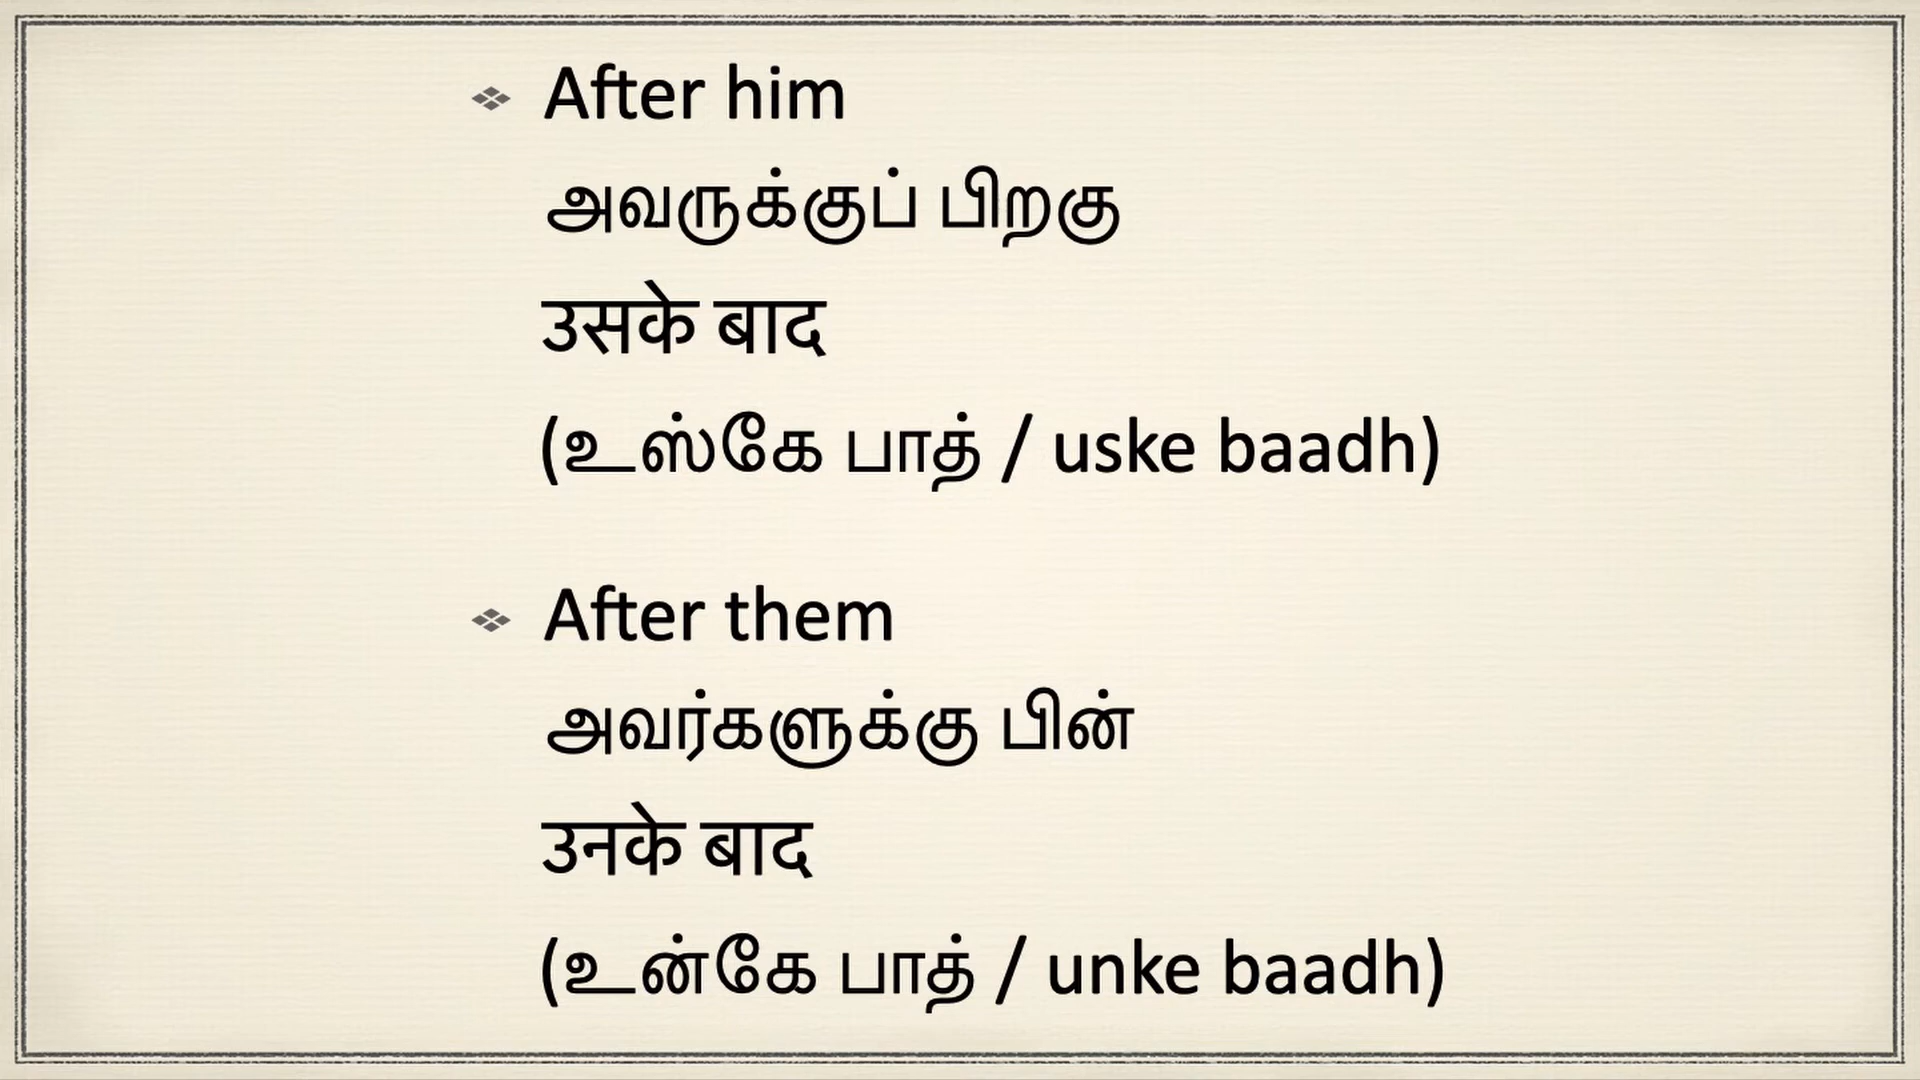 After him
அவருக்குப் பிறகு
उसके बाद
(உஸ்கே பாத் / uske baadh)
After them
அவர்களுக்கு பின்
उनके बाद
(உன்கே பாத் / unke baadh)